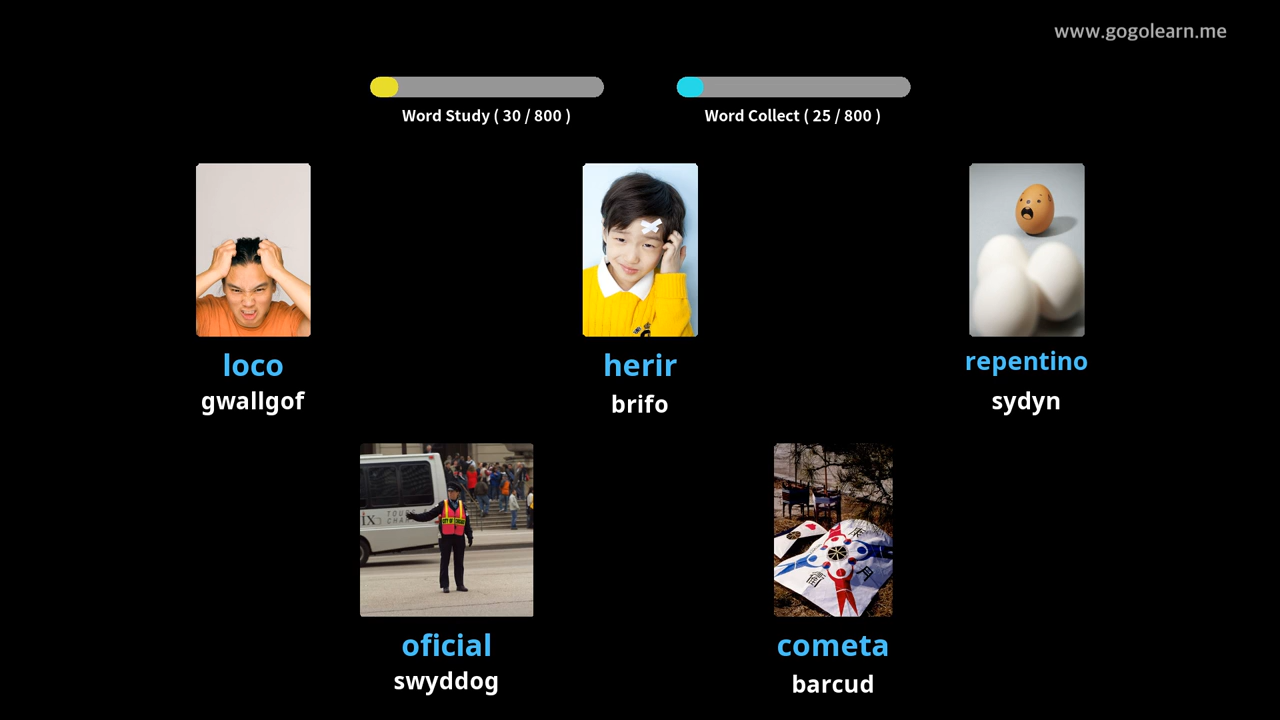 www.gogolearn.me
Word Study ( 30 / 800 )
Word Collect ( 25 / 800 )
loco
gwallgof
herir
brifo
repentino
sydyn
oficial
swyddog
cometa
barcud